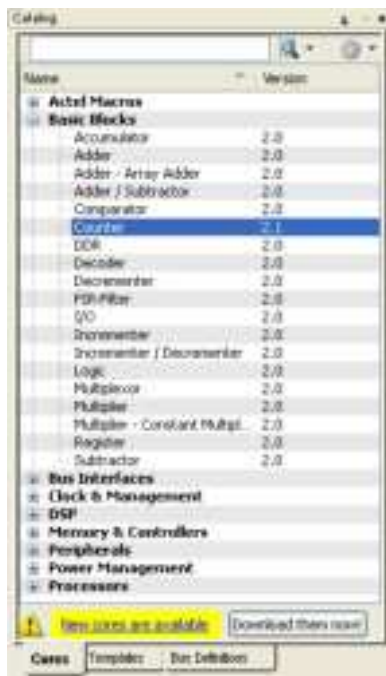 Catalog
Name Version
Actel Macros
Basic Blocks
Accumulator 2.0
Adder 2.0
Adder - Array Adder 2.0
Adder / Subtractor 2.0
Comparator 2.0
Counter 2.1
DDR 2.0
Decoder 2.0
Decrementer 2.0
FIR-Filter 2.0
I/O 2.0
Incrementer 2.0
Incrementer / Decrementer 2.0
Logic 2.0
Multiplexor 2.0
Multiplier 2.0
Multiplier - Constant Multipl... 2.0
Register 2.0
Subtractor 2.0
Bus Interfaces
Clock & Management
DSP
Memory & Controllers
Peripherals
Power Management
Processors
New cores are available Download them now!
Cores Templates Bus Definitions